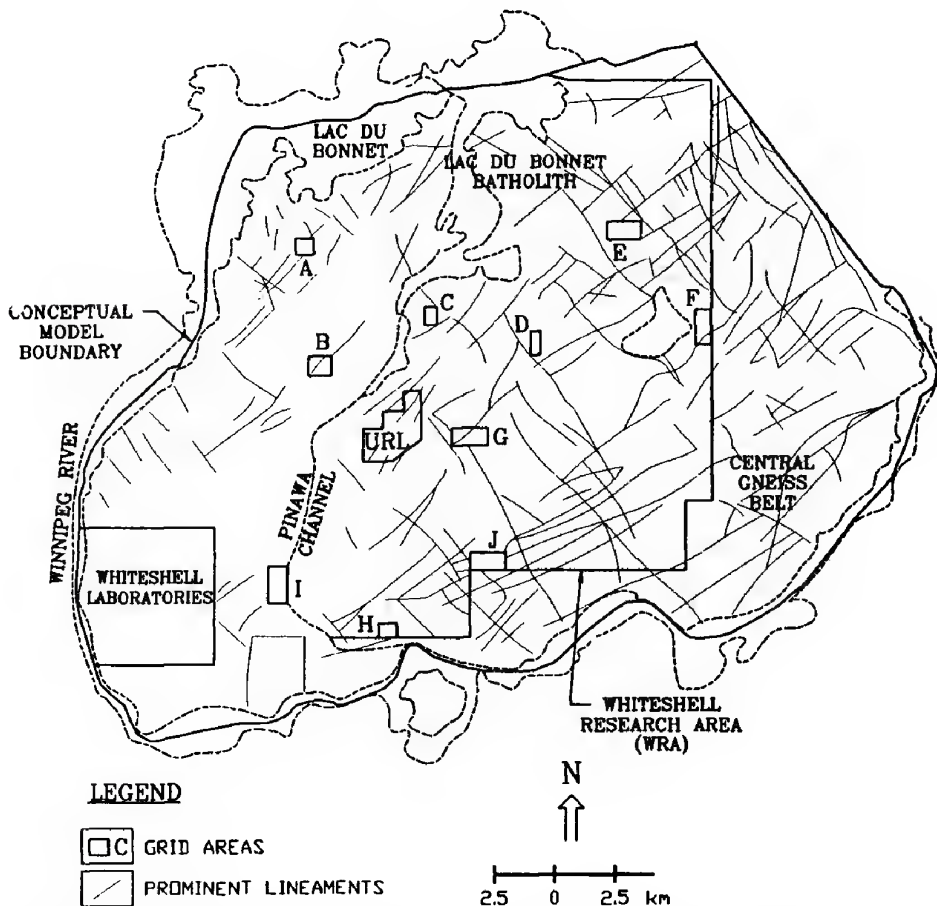 LAC DU
BONNET
LAC DU BONNET
BATHOLITH
A
E
CONCEPTUAL
MODEL
BOUNDARY
C
F
B
D
URL
G
CENTRAL
GNEISS
BELT
WINNIPEG RIVER
PINAWA
CHANNEL
J
WHITESHELL
LABORATORIES
I
H
WHITESHELL
RESEARCH AREA
(WRA)
N
LEGEND
C GRID AREAS
PROMINENT LINEAMENTS
2.5 0 2.5 km